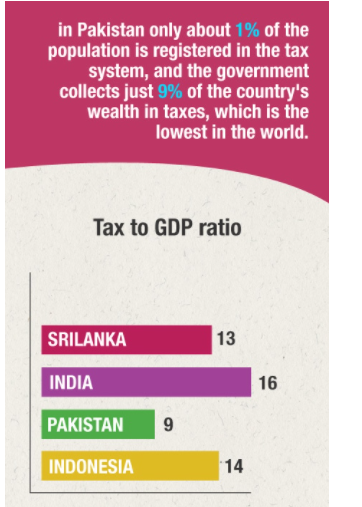 in Pakistan only about 1% of the
population is registered in the tax
system, and the government
collects just 9% of the country's
wealth in taxes, which is the
lowest in the world.
Tax to GDP ratio
SRILANKA 13
INDIA 16
PAKISTAN 9
INDONESIA 14